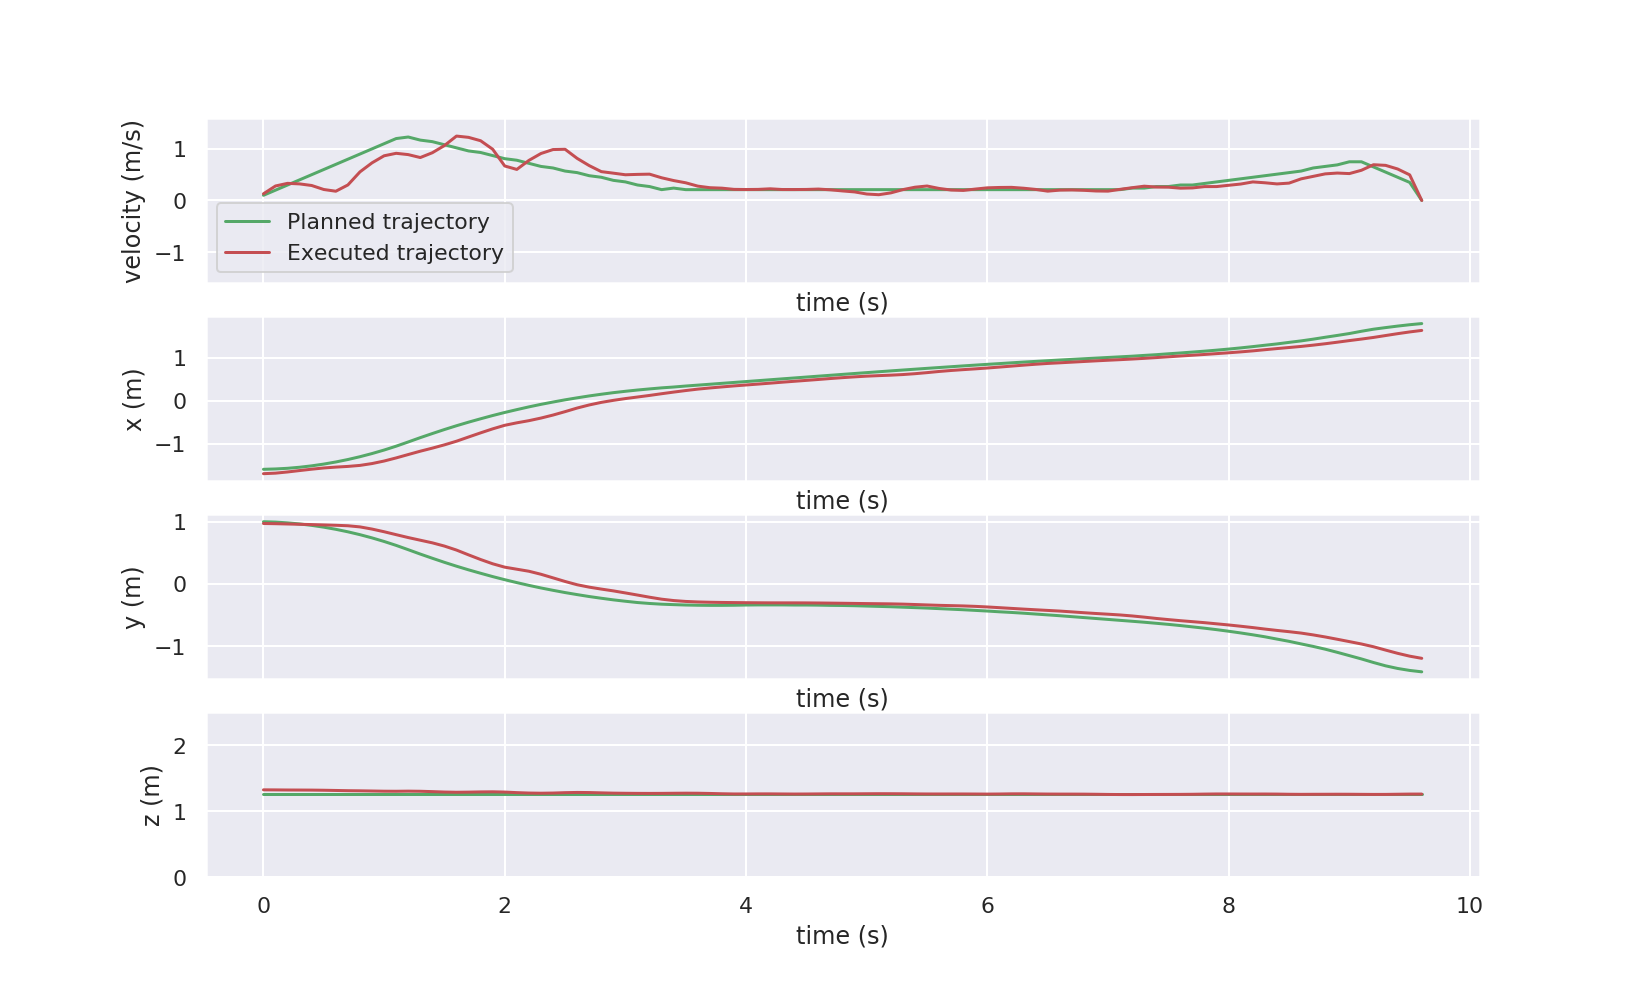 velocity (m/s)
1
0
−1
Planned trajectory
Executed trajectory
time (s)
x (m)
1
0
−1
time (s)
y (m)
1
0
−1
time (s)
z (m)
2
1
0
0 2 4 6 8 10
time (s)